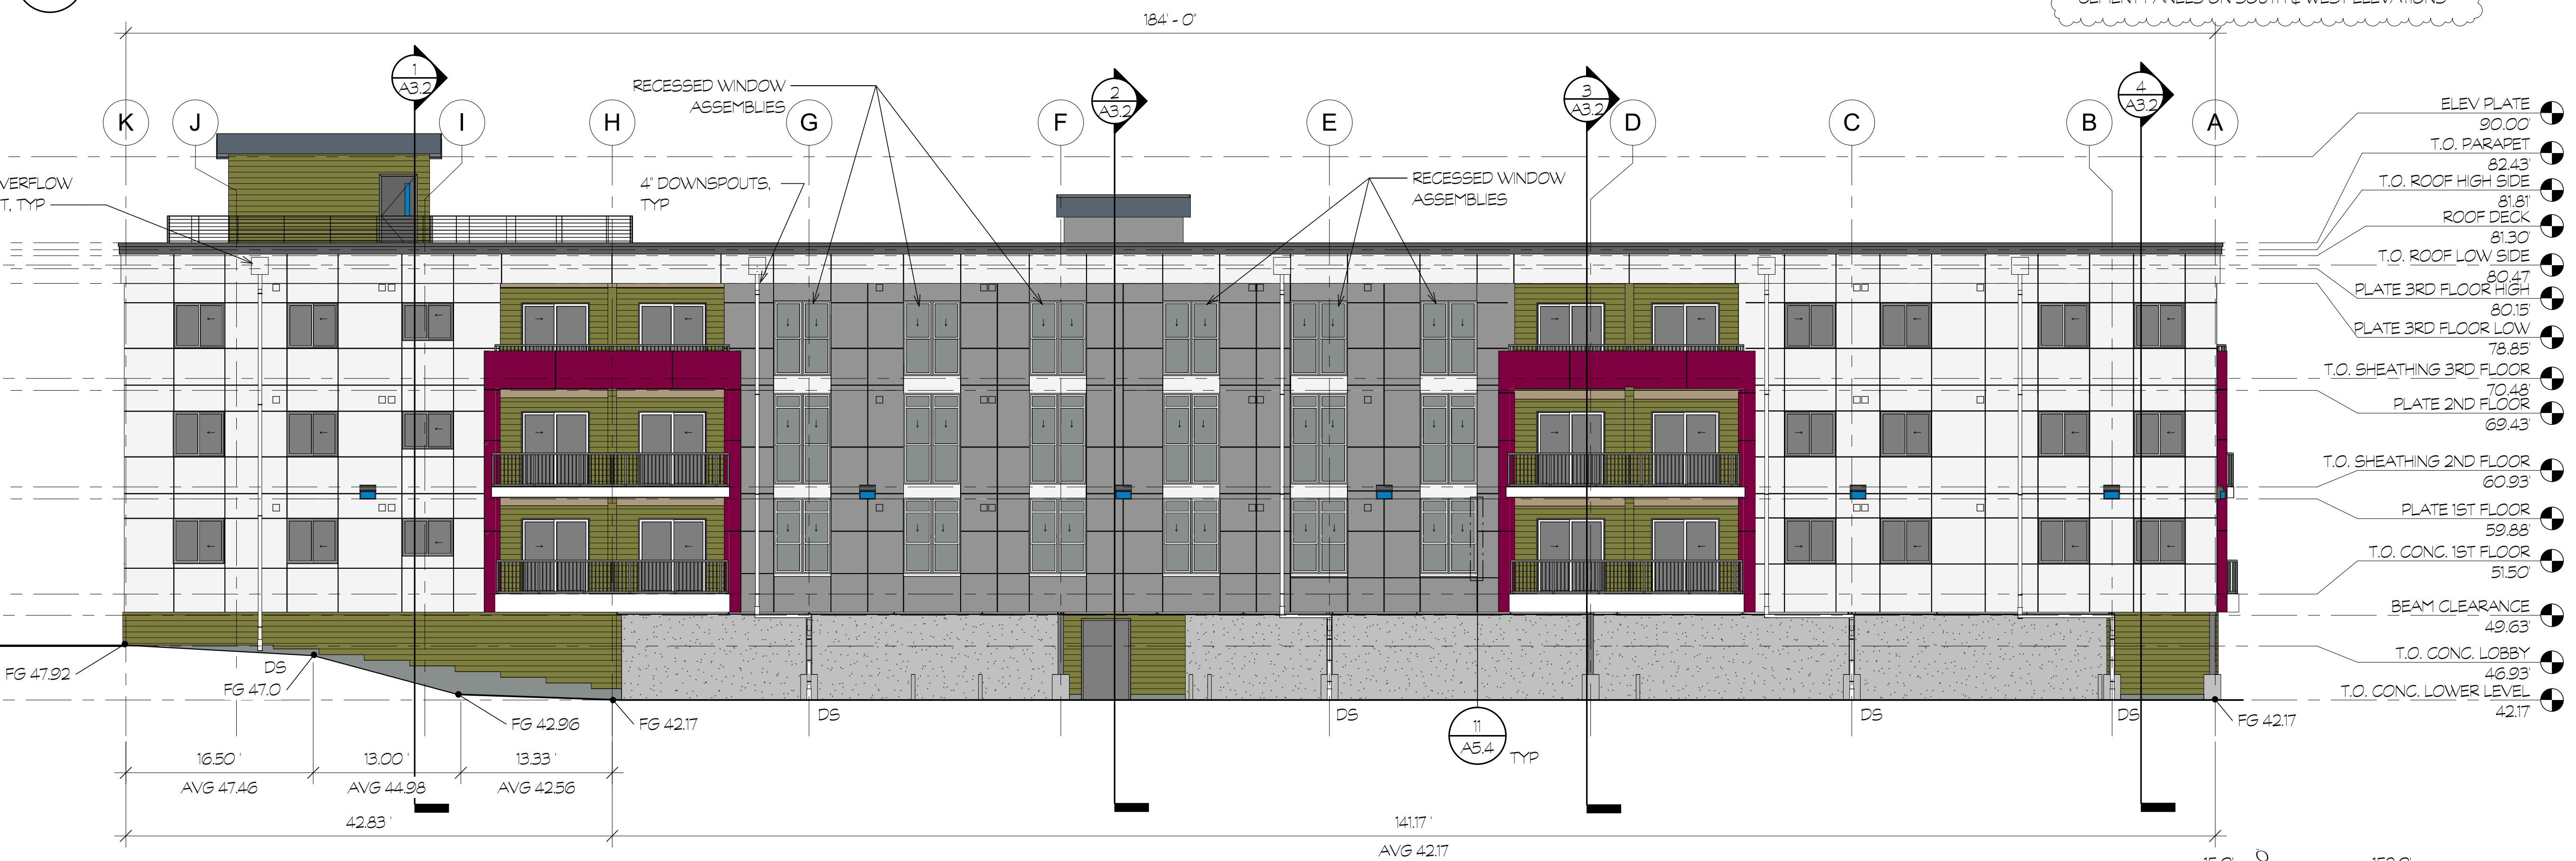 184' - 0"
CEMENT PANELS ON SOUTH & WEST ELEVATIONS
1
A3.2
2
A3.2
3
A3.2
4
A3.2
K
J
I
H
G
F
E
D
C
B
A
RECESSED WINDOW
ASSEMBLIES
VERFLOW
T, TYP
4" DOWNSPOUTS,
TYP
RECESSED WINDOW
ASSEMBLIES
ELEV PLATE
90.00'
T.O. PARAPET
82.43'
T.O. ROOF HIGH SIDE
81.81'
ROOF DECK
81.30'
T.O. ROOF LOW SIDE
80.47
PLATE 3RD FLOOR HIGH
80.15'
PLATE 3RD FLOOR LOW
78.85'
T.O. SHEATHING 3RD FLOOR
70.48'
PLATE 2ND FLOOR
69.43'
T.O. SHEATHING 2ND FLOOR
60.93'
PLATE 1ST FLOOR
59.88'
T.O. CONC. 1ST FLOOR
51.50'
BEAM CLEARANCE
49.63'
T.O. CONC. LOBBY
46.93'
T.O. CONC. LOWER LEVEL
42.17'
FG 47.92
DS
FG 47.0
FG 42.96
FG 42.17
DS
DS
DS
DS
FG 42.17
11
A5.4
TYP
16.50 '
13.00 '
13.33'
AVG 47.46
AVG 44.98
AVG 42.56
42.83 '
141.17 '
AVG 42.17